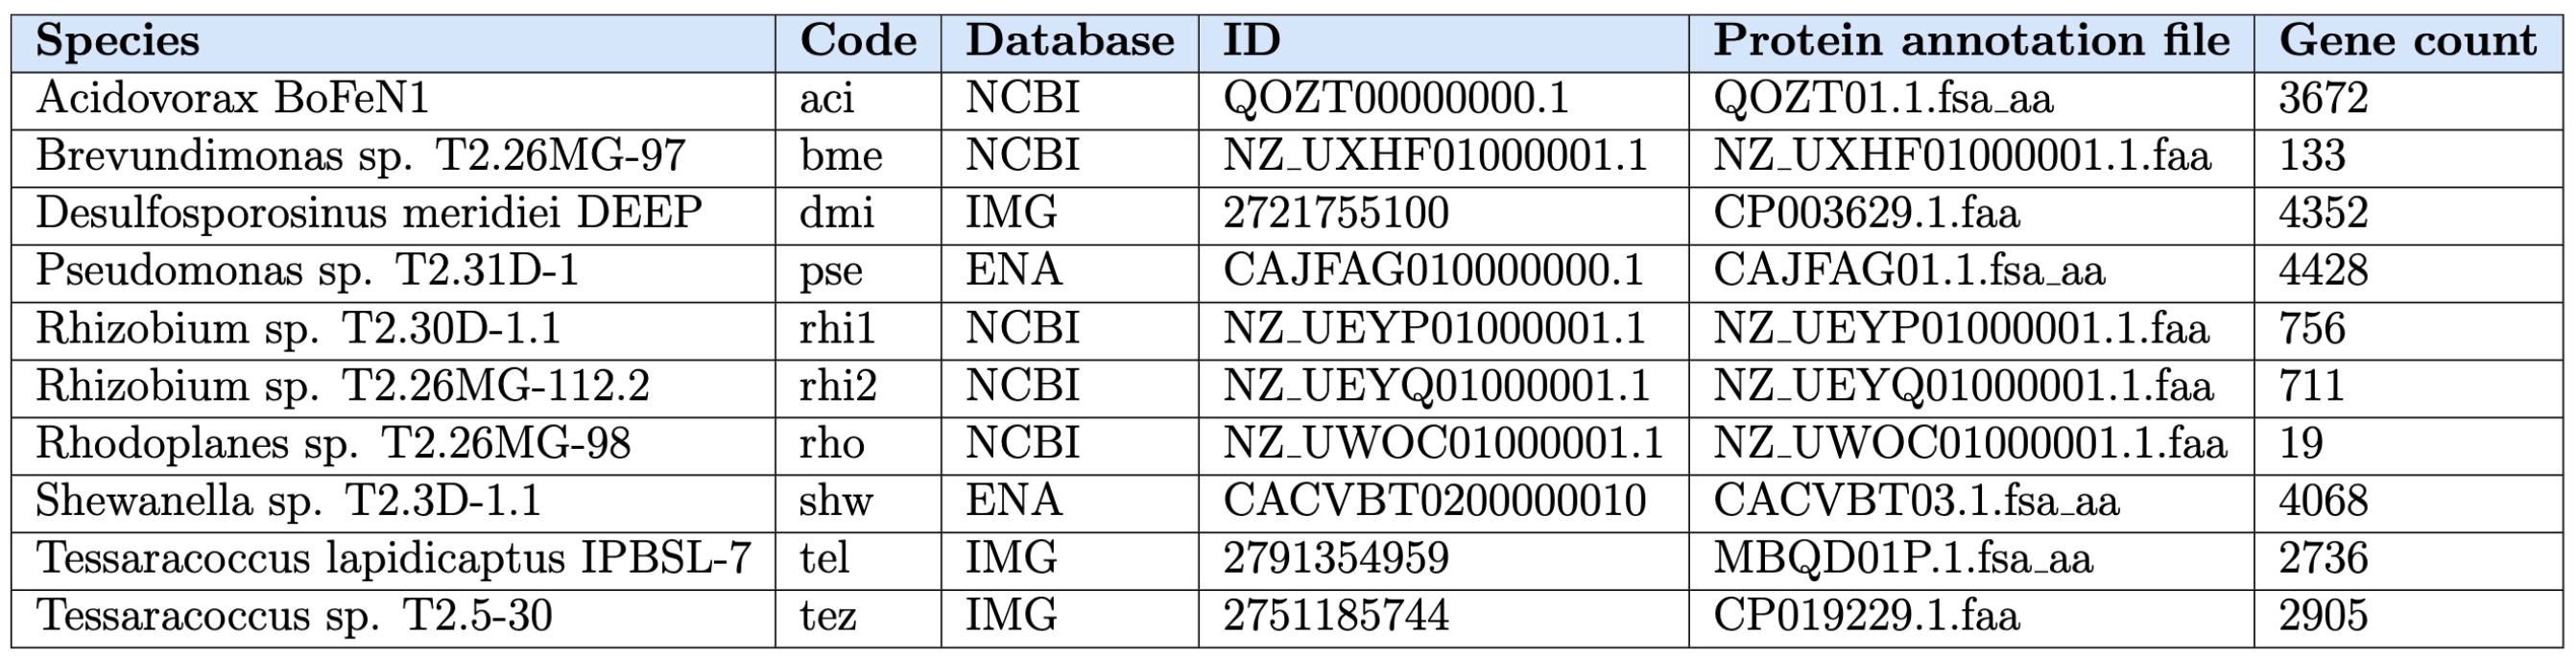 Species Code Database ID Protein annotation file Gene count
Acidovorax BoFeN1 aci NCBI QOZT00000000.1 QOZT01.1.fsa_aa 3672
Brevundimonas sp. T2.26MG-97 bme NCBI NZ_UXHF01000001.1 NZ_UXHF01000001.1.faa 133
Desulfosporosinus meridiei DEEP dmi IMG 2721755100 CP003629.1.faa 4352
Pseudomonas sp. T2.31D-1 pse ENA CAJFAG010000000.1 CAJFAG01.1.fsa_aa 4428
Rhizobium sp. T2.30D-1.1 rhi1 NCBI NZ_UEYP01000001.1 NZ_UEYP01000001.1.faa 756
Rhizobium sp. T2.26MG-112.2 rhi2 NCBI NZ_UEYQ01000001.1 NZ_UEYQ01000001.1.faa 711
Rhodoplanes sp. T2.26MG-98 rho NCBI NZ_UWOC01000001.1 NZ_UWOC01000001.1.faa 19
Shewanella sp. T2.3D-1.1 shw ENA CACVBT0200000010 CACVBT03.1.fsa_aa 4068
Tessaracoccus lapidicaptus IPBSL-7 tel IMG 2791354959 MBQD01P.1.fsa_aa 2736
Tessaracoccus sp. T2.5-30 tez IMG 2751185744 CP019229.1.faa 2905